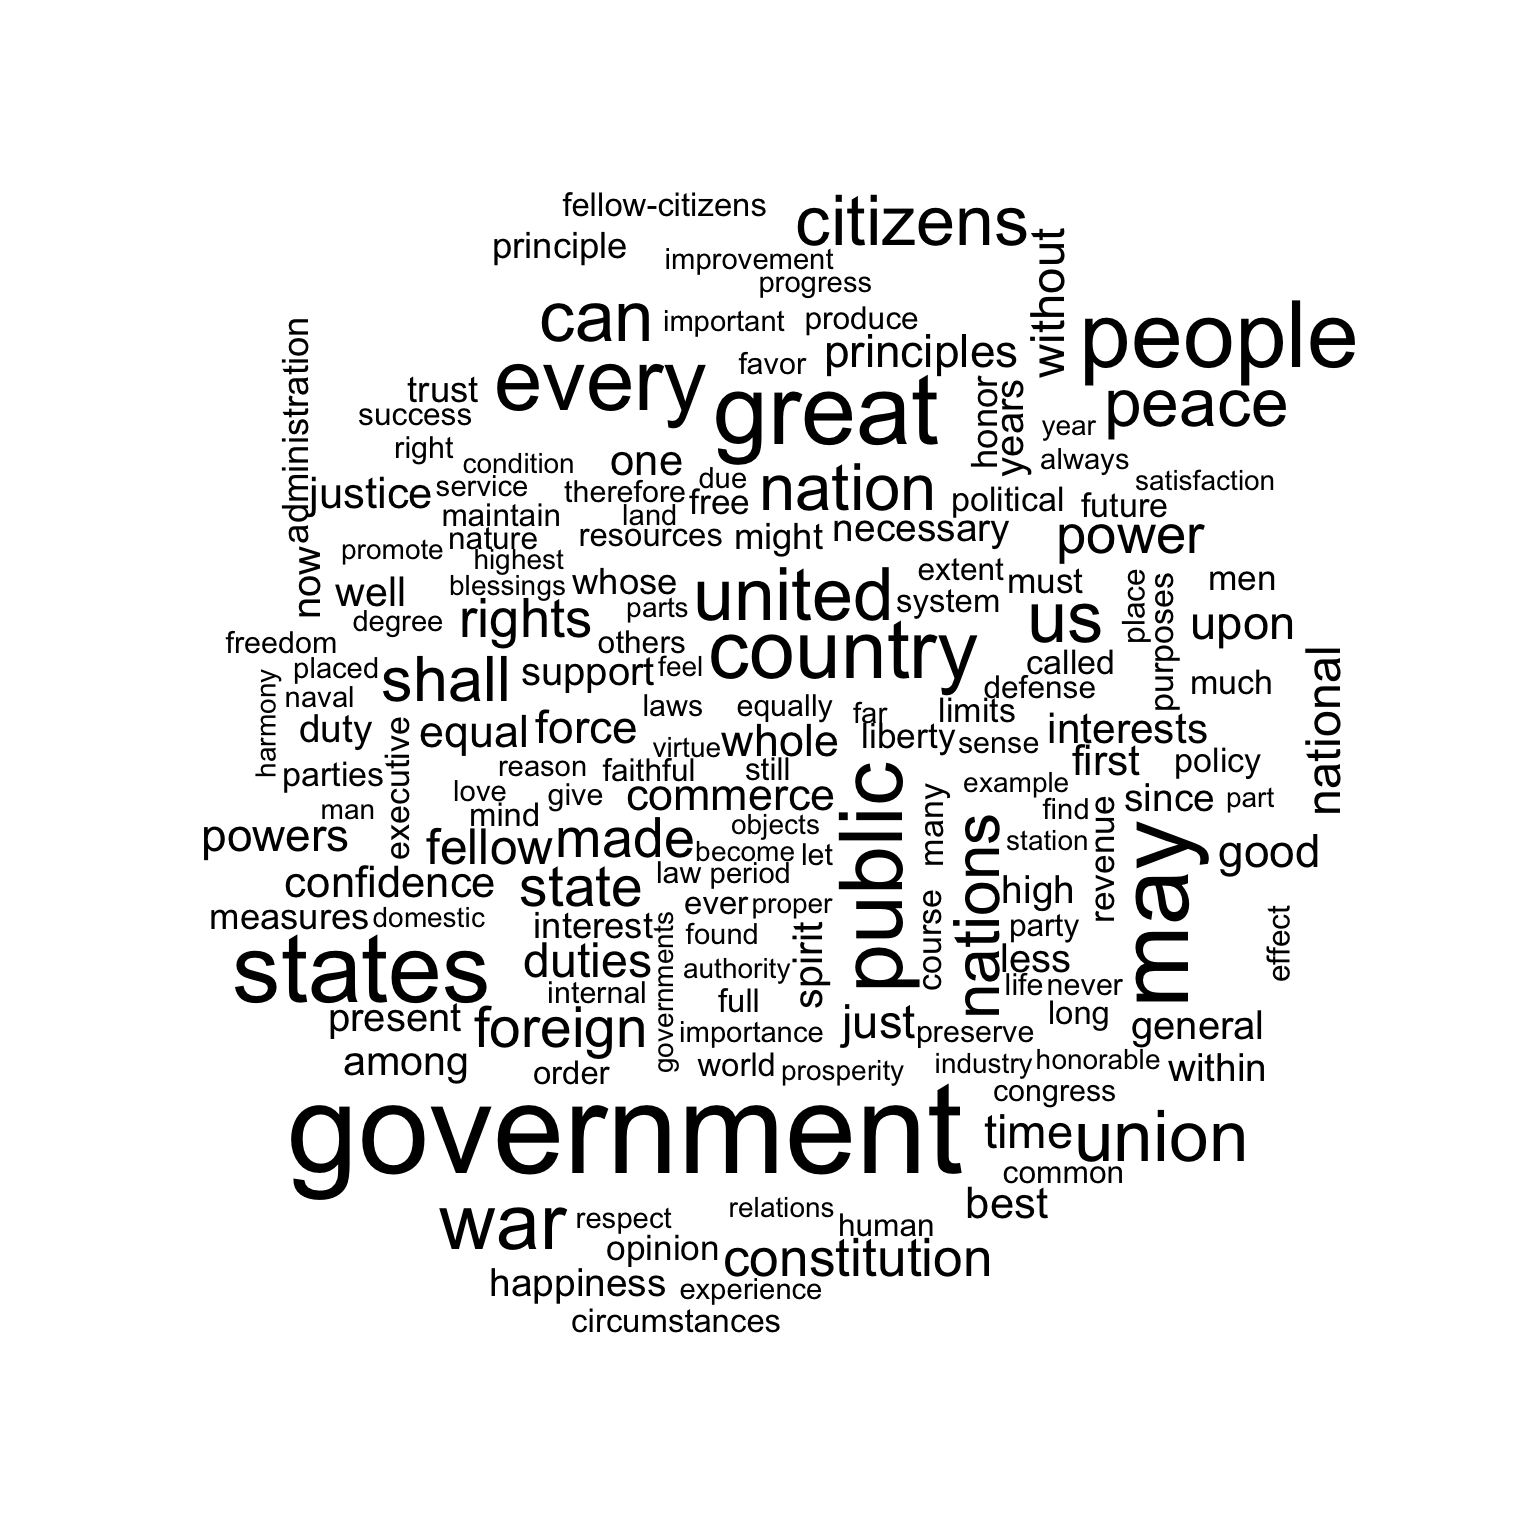 fellow-citizens
citizens
principle
improvement
progress
without
can
important
produce
people
administration
every
favor
principles
trust
great
honor
years
peace
success
year
right
condition
one
always
justice
service
therefore
due
free
nation
political
satisfaction
future
maintain
land
nature
resources
might
necessary
power
promote
highest
now
well
blessings
whose
united
extent
must
place
men
degree
rights
parts
system
us
purposes
upon
freedom
others
country
called
placed
shall
support
feel
defense
much
national
harmony
naval
laws
equally
far
limits
duty
executive
equal
force
virtue
whole
liberty
sense
interests
parties
reason
faithful
still
first
policy
man
love
mind
give
commerce
public
many
example
find
since
part
powers
fellow
made
objects
nations
station
revenue
may
good
become
let
confidence
state
law
period
high
measures
domestic
interest
ever
proper
course
party
effect
governments
found
spirit
states
duties
authority
less
internal
full
life
never
present
foreign
importance
just
preserve
long
general
among
order
world
prosperity
industry
honorable
within
congress
government
time
union
common
war
respect
relations
human
best
opinion
constitution
happiness
experience
circumstances